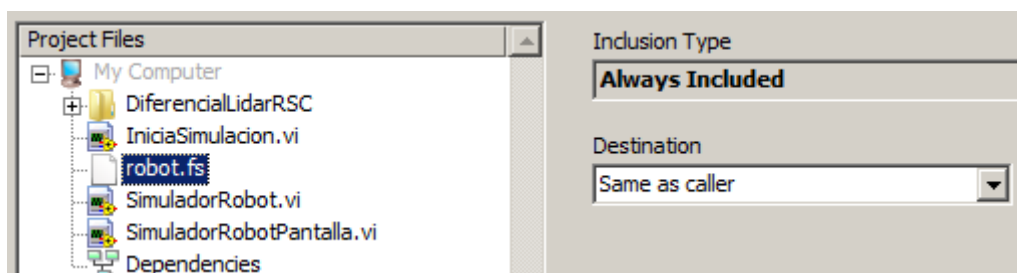 Project Files
My Computer
DiferencialLidarRSC
IniciaSimulacion.vi
robot.fs
SimuladorRobot.vi
SimuladorRobotPantalla.vi
Dependencies
Inclusion Type
Always Included
Destination
Same as caller